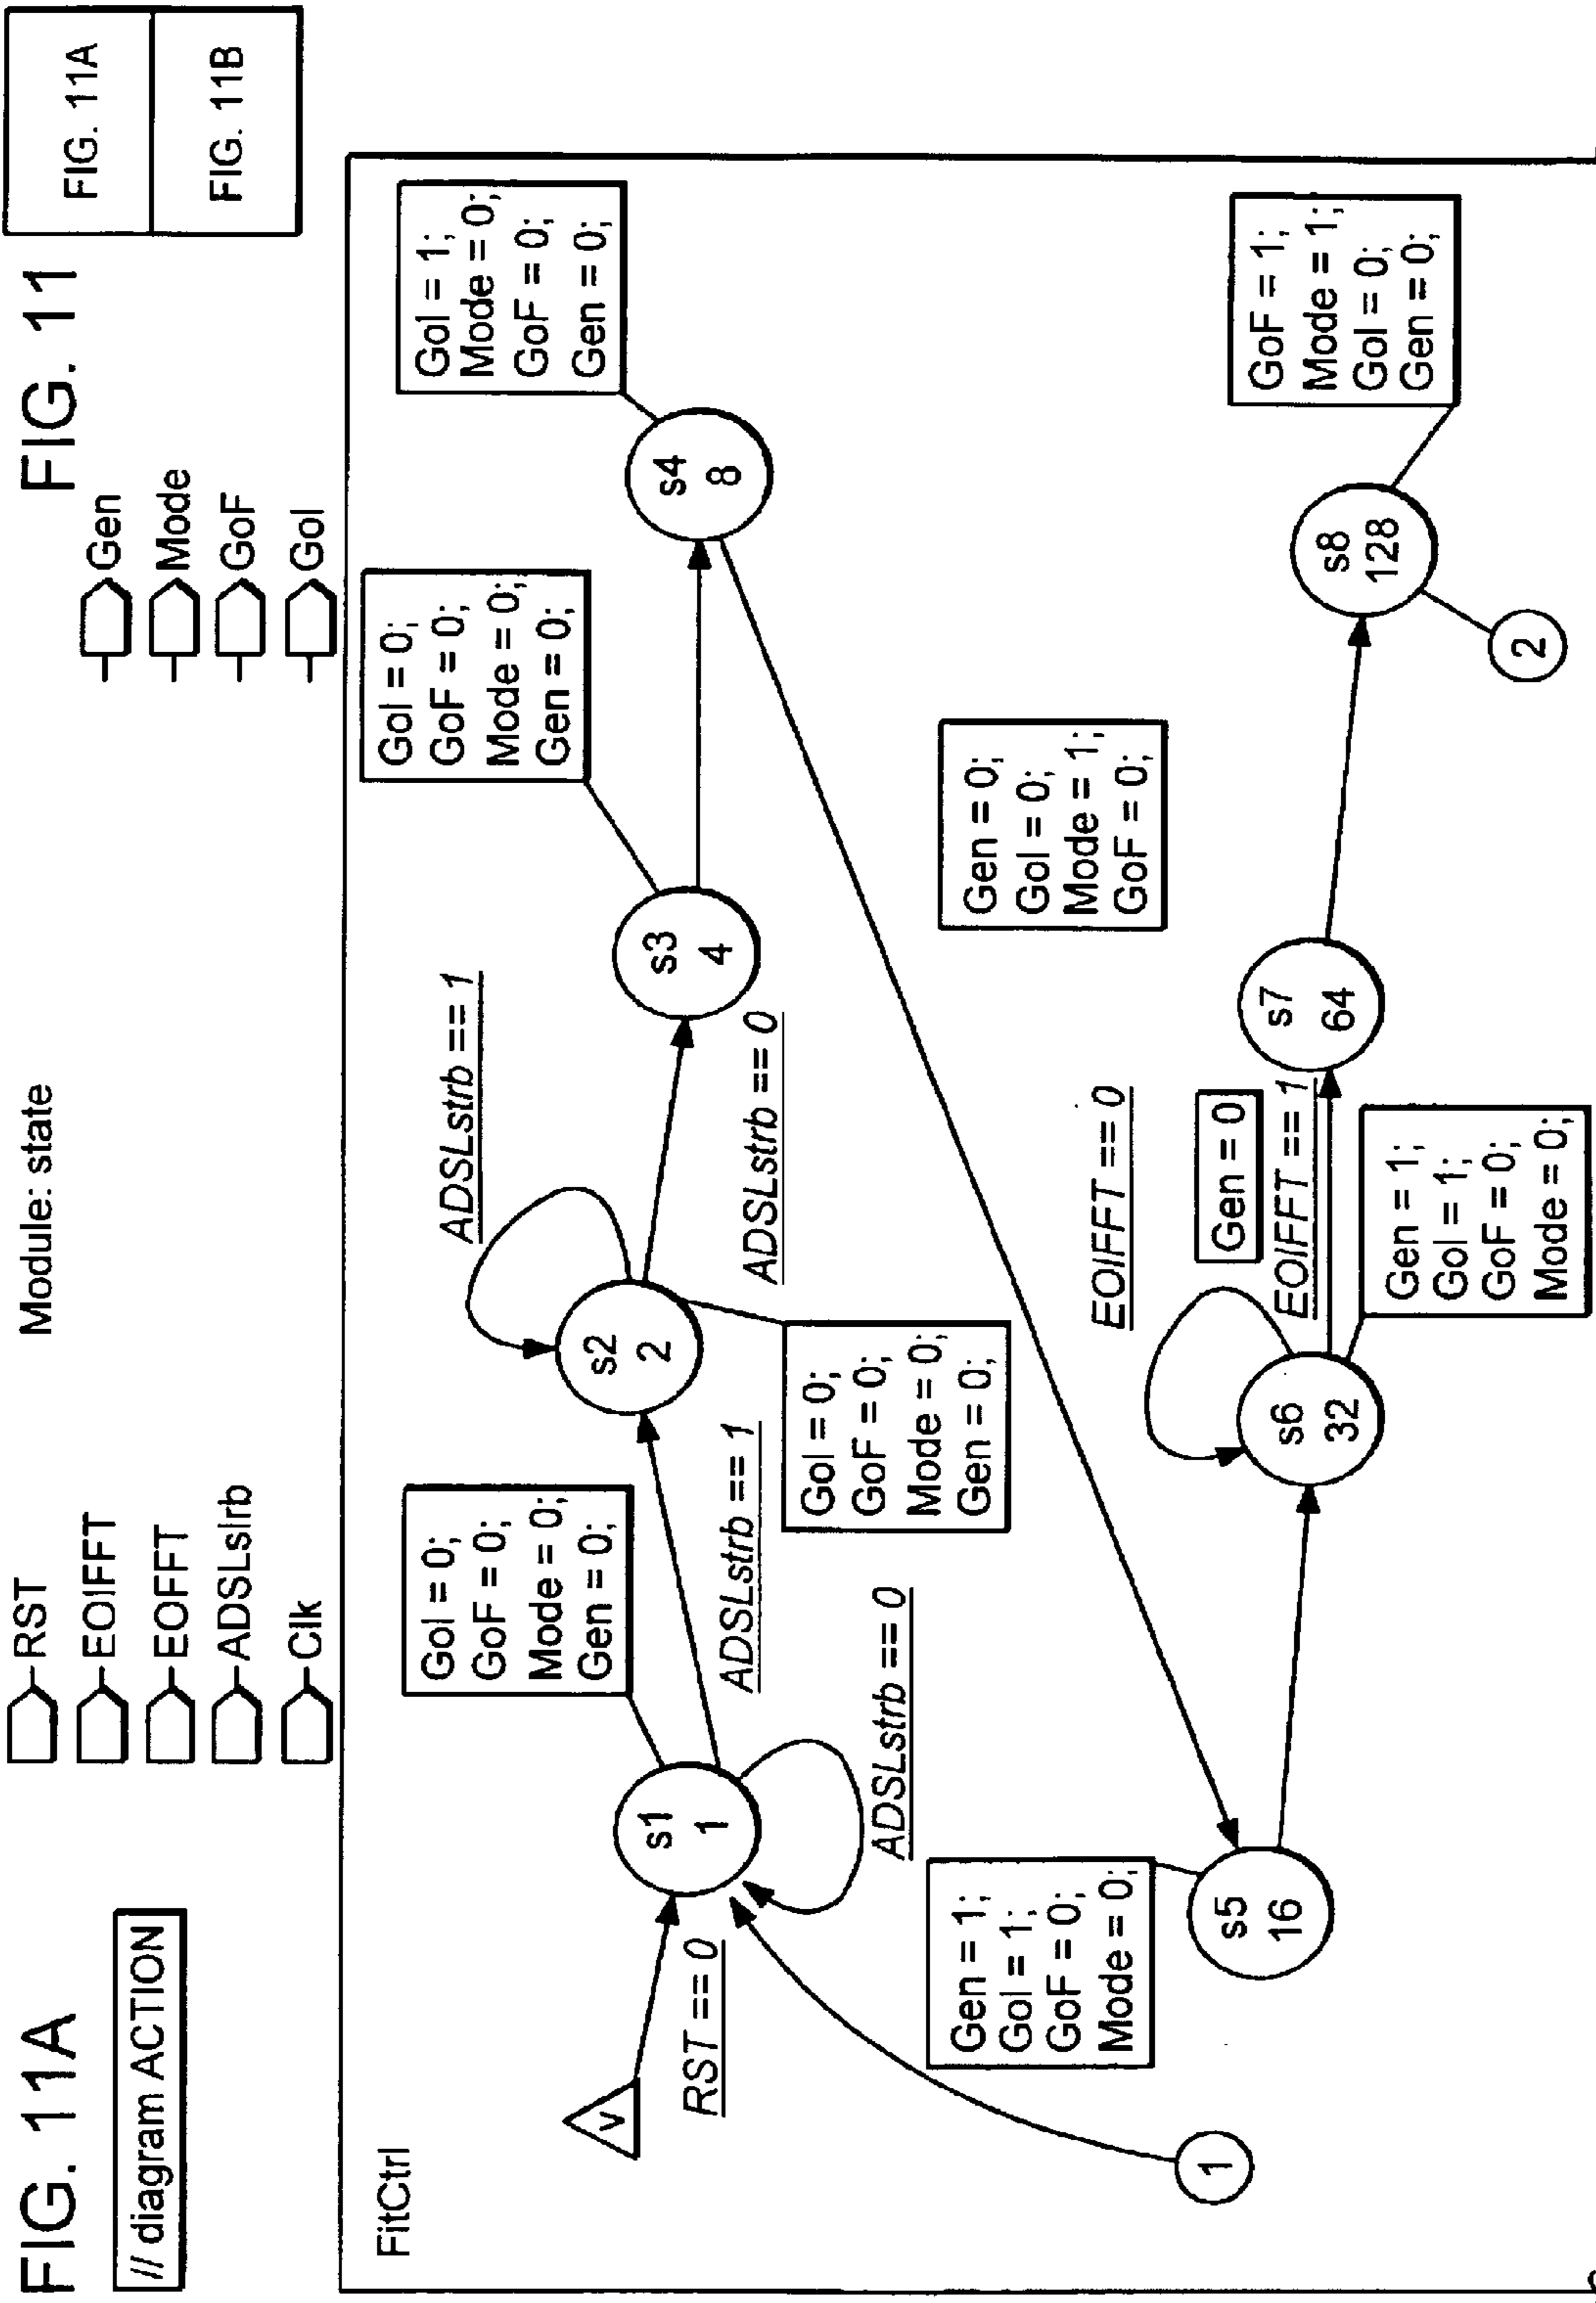 FIG. 11A
// diagram ACTION
RST
EOIFFT
EOFFT
ADSLslrb
Clk
Module: state
Gen
Mode
GoF
GoI
FIG. 11
FIG. 11A
FIG. 11B
FitCtrl
v
RST == 0
s1
1
GoI = 0;
GoF = 0;
Mode = 0;
Gen = 0;
ADSLstrb == 0
ADSLstrb == 1
s2
2
ADSLstrb == 1
GoI = 0;
GoF = 0;
Mode = 0;
Gen = 0;
ADSLstrb == 0
s3
4
GoI = 0;
GoF = 0;
Mode = 0;
Gen = 0;
s4
8
GoI = 1;
Mode = 0;
GoF = 0;
Gen = 0;
1
Gen = 1;
GoI = 1;
GoF = 0;
Mode = 0;
s5
16
s6
32
EOIFFT == 0
Gen = 0
EOIFFT == 1
Gen = 1;
GoI = 1;
GoF = 0;
Mode = 0;
s7
64
Gen = 0;
GoI = 0;
Mode = 1;
GoF = 0;
s8
128
GoF = 1;
Mode = 1;
GoI = 0;
Gen = 0;
2